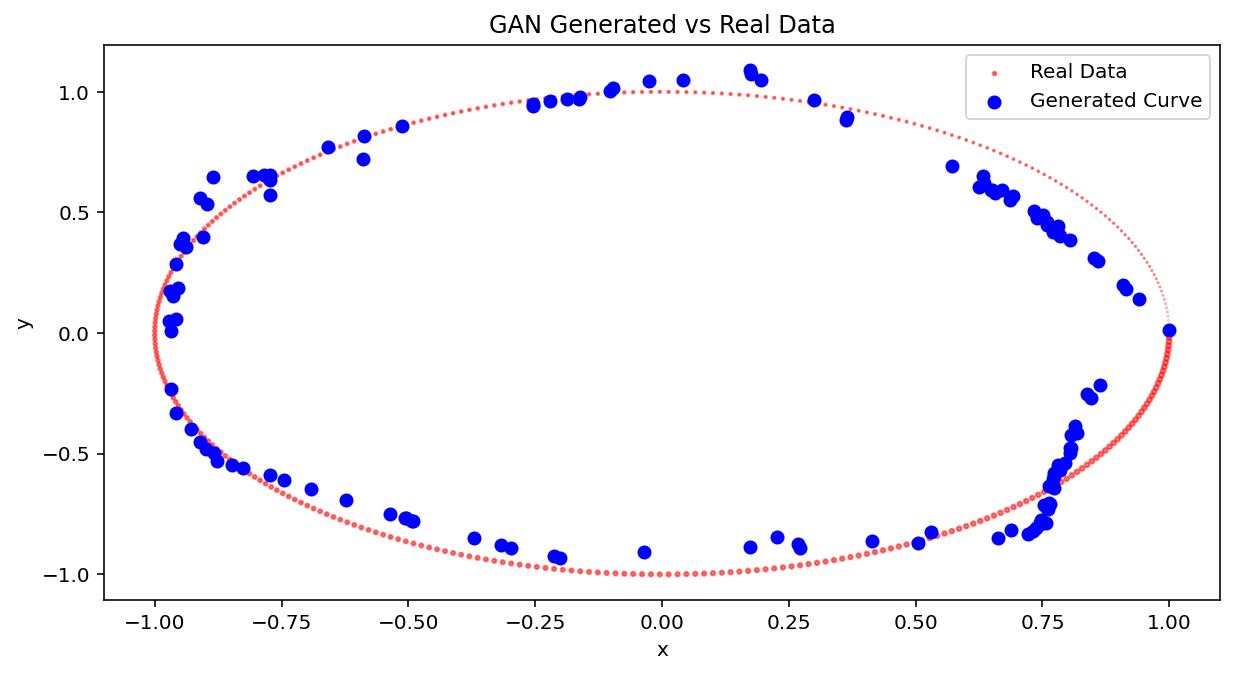 GAN Generated vs Real Data
Real Data
Generated Curve
1.0
0.5
0.0
−0.5
−1.0
y
−1.00 −0.75 −0.50 −0.25 0.00 0.25 0.50 0.75 1.00
x